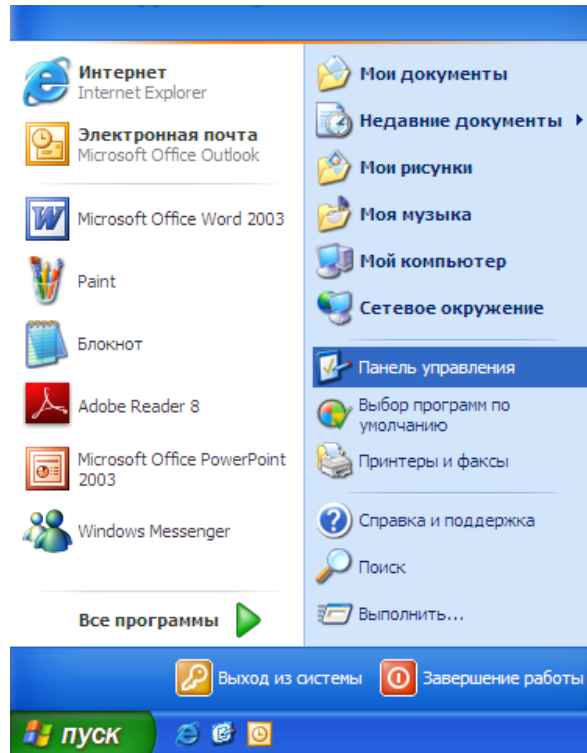 Интернет
Internet Explorer
Электронная почта
Microsoft Office Outlook
Microsoft Office Word 2003
Paint
Блокнот
Adobe Reader 8
Microsoft Office PowerPoint
2003
Windows Messenger
Все программы
Мои документы
Недавние документы
Мои рисунки
Моя музыка
Мой компьютер
Сетевое окружение
Панель управления
Выбор программ по
умолчанию
Принтеры и факсы
Справка и поддержка
Поиск
Выполнить...
Выход из системы
Завершение работы
пуск